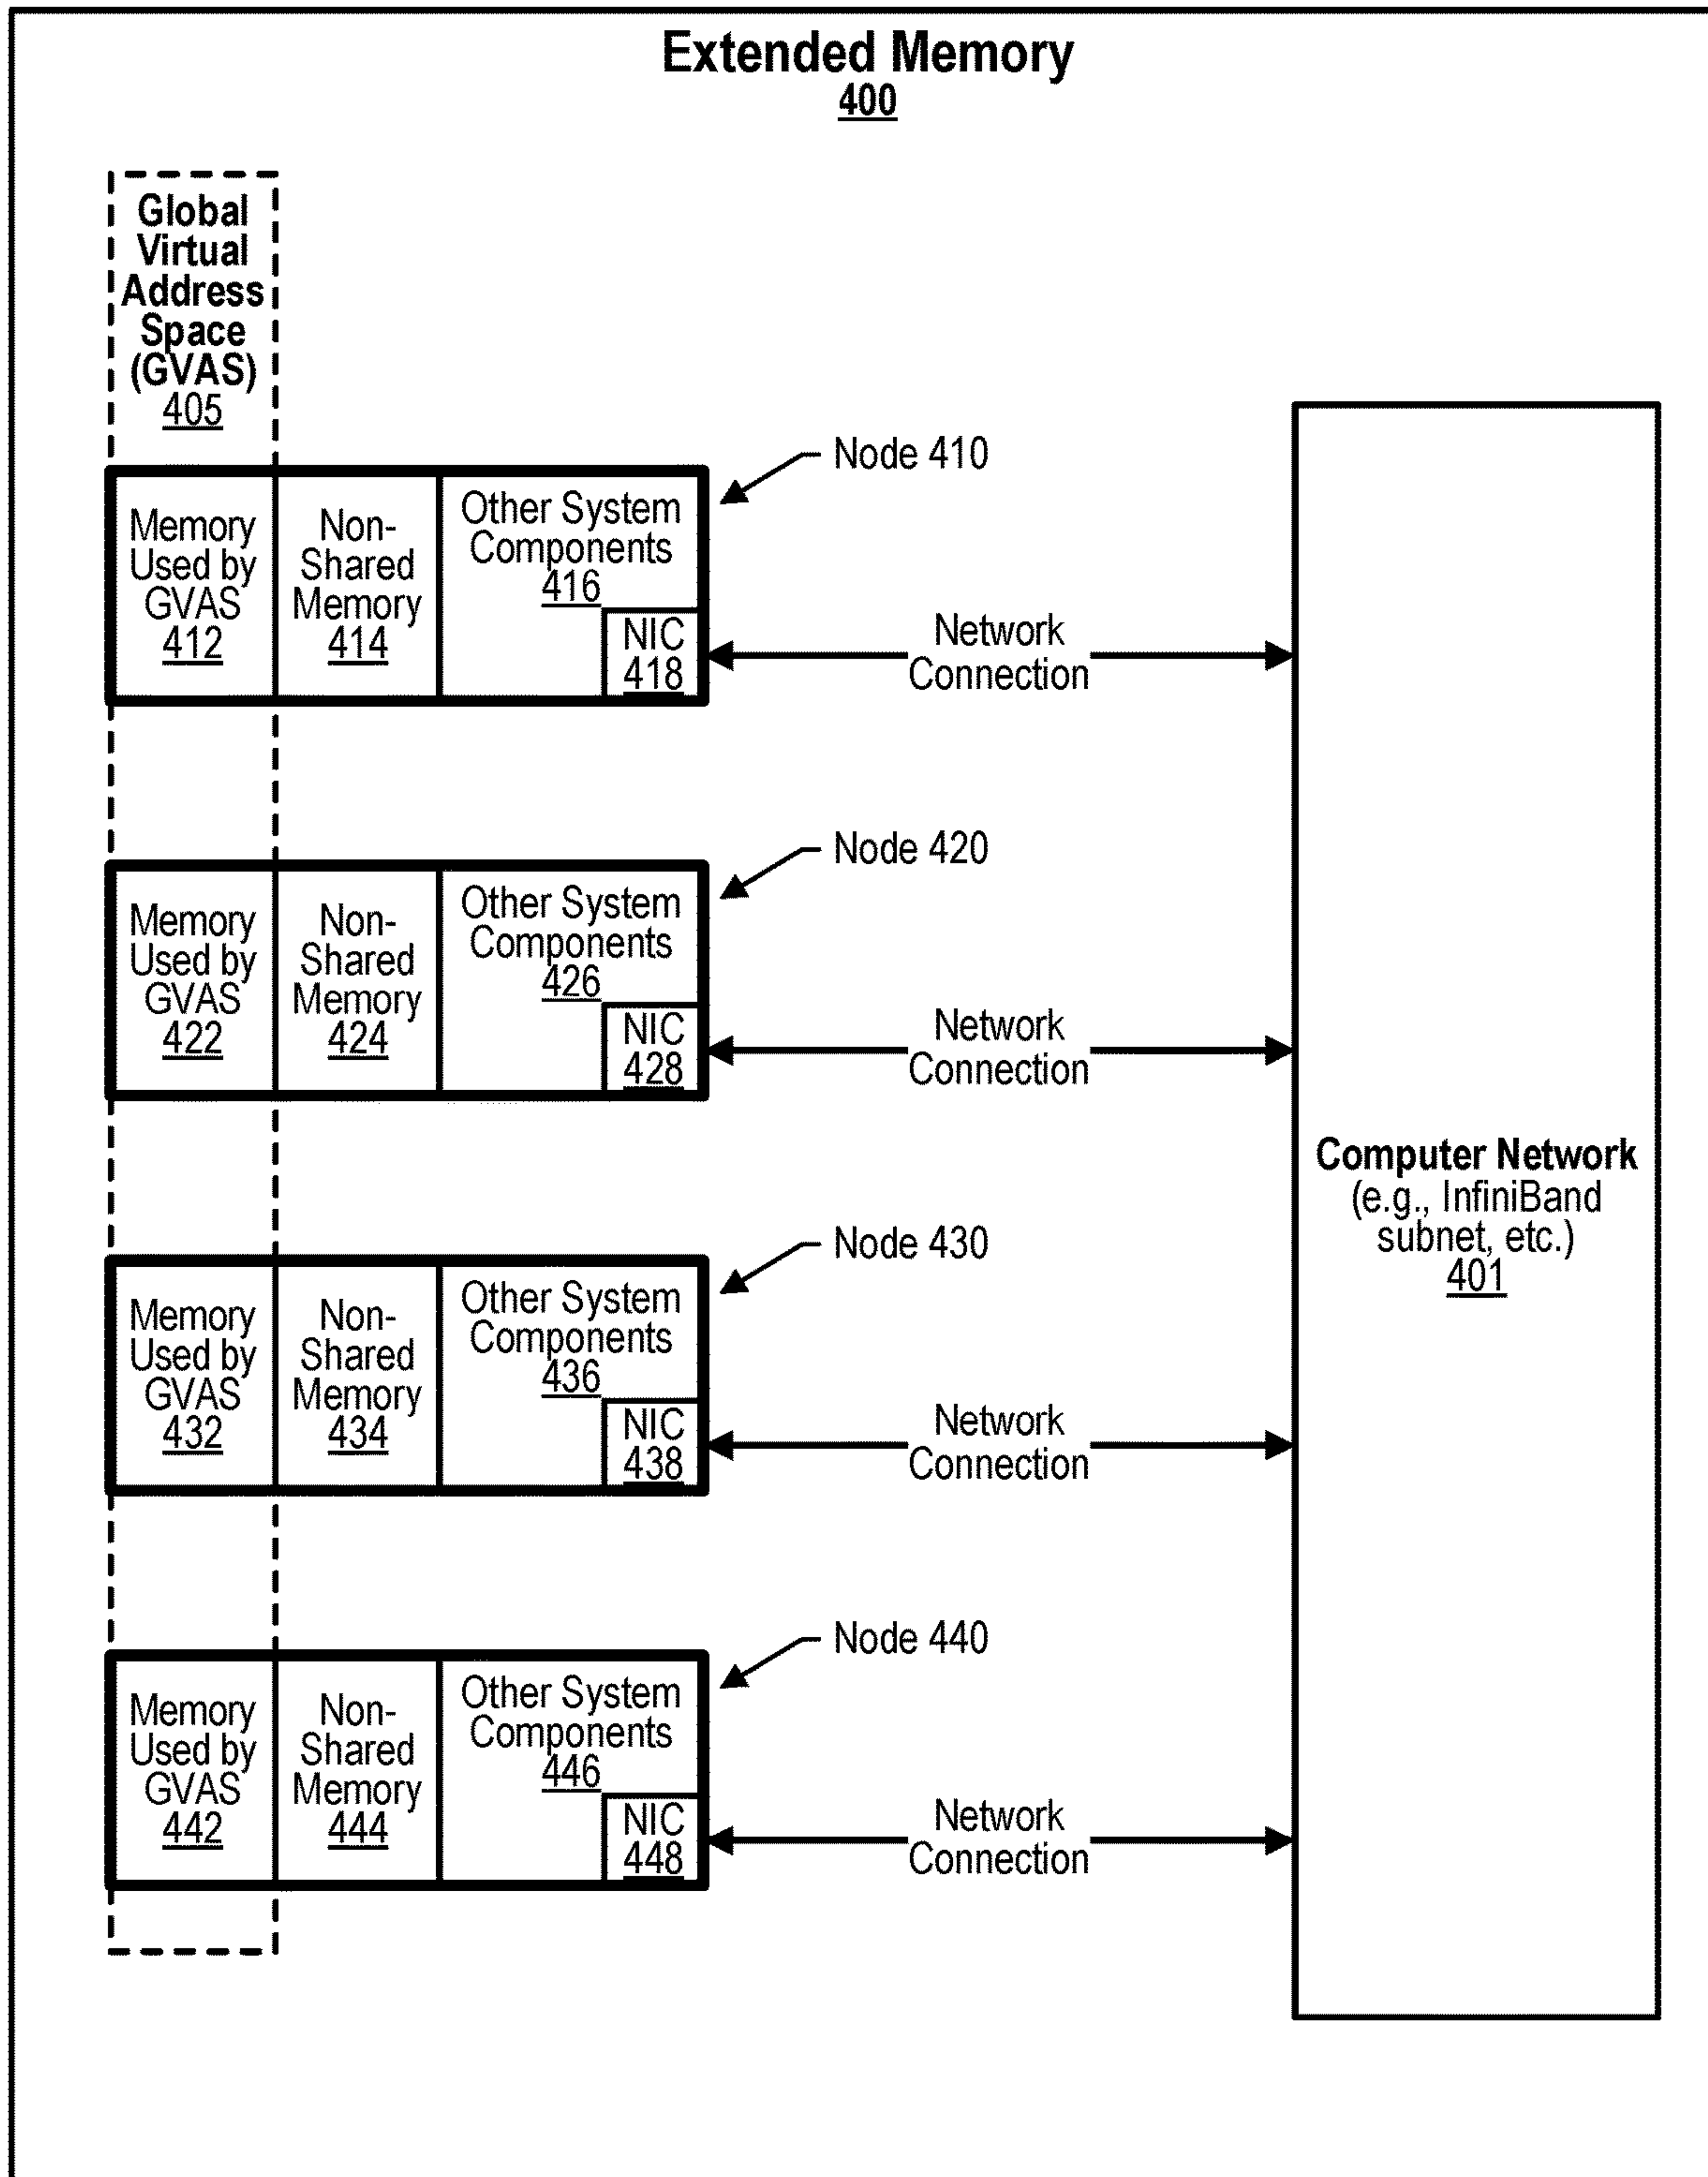 Extended Memory
400
Global
Virtual
Address
Space
(GVAS)
405
Node 410
Memory
Used by
GVAS
412
Non-
Shared
Memory
414
Other System
Components
416
NIC
418
Network
Connection
Node 420
Memory
Used by
GVAS
422
Non-
Shared
Memory
424
Other System
Components
426
NIC
428
Network
Connection
Computer Network
(e.g., InfiniBand
subnet, etc.)
401
Node 430
Memory
Used by
GVAS
432
Non-
Shared
Memory
434
Other System
Components
436
NIC
438
Network
Connection
Node 440
Memory
Used by
GVAS
442
Non-
Shared
Memory
444
Other System
Components
446
NIC
448
Network
Connection